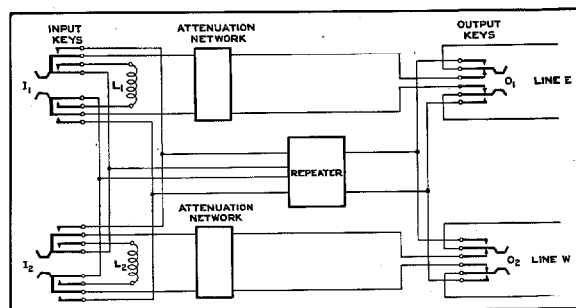 INPUT
KEYS
ATTENUATION
NETWORK
OUTPUT
KEYS
I1
L1
O1
LINE E
REPEATER
ATTENUATION
NETWORK
I2
L2
O2
LINE W